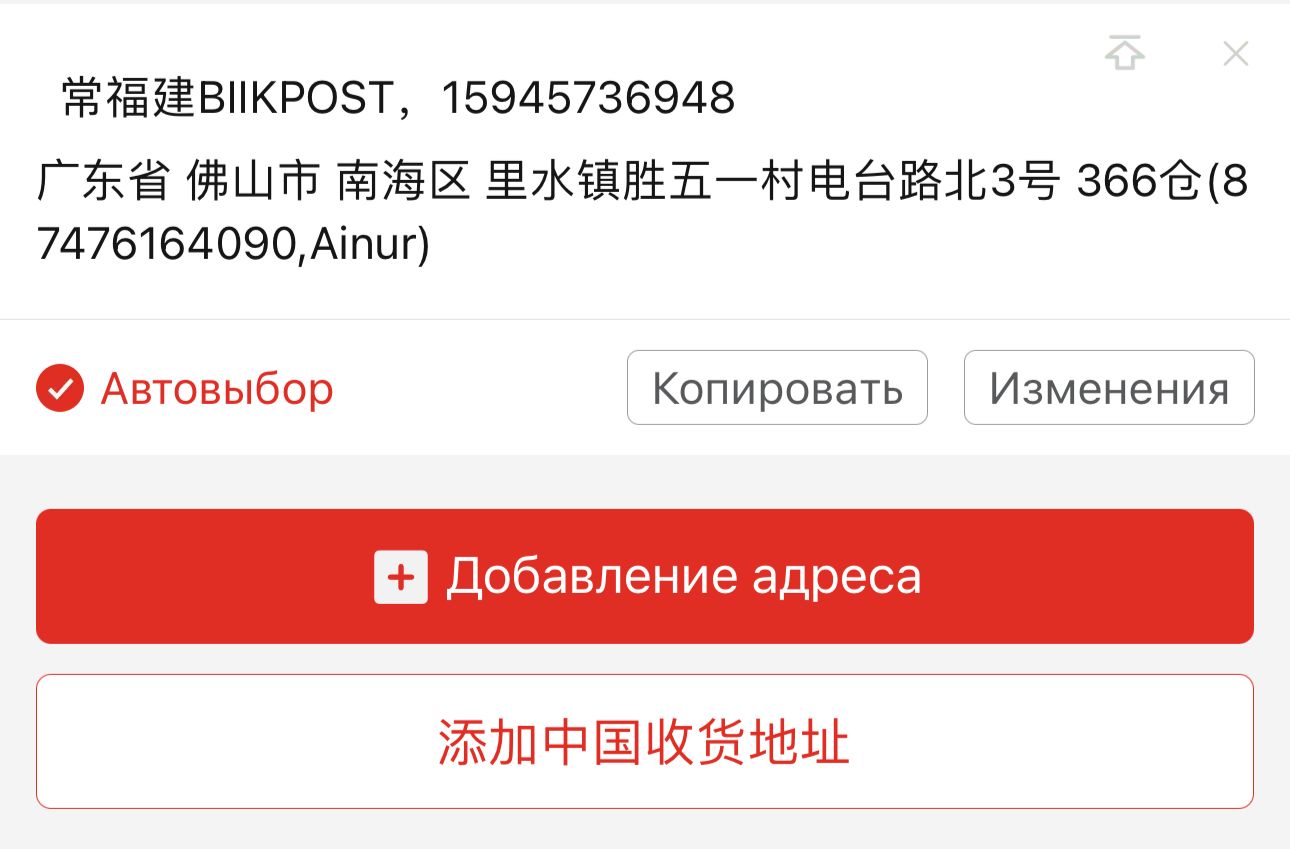 常福建BIIKPOST，15945736948
广东省 佛山市 南海区 里水镇胜五一村电台路北3号 366仓(8
7476164090,Ainur)
Автовыбор
Копировать
Изменения
Добавление адреса
添加中国收货地址